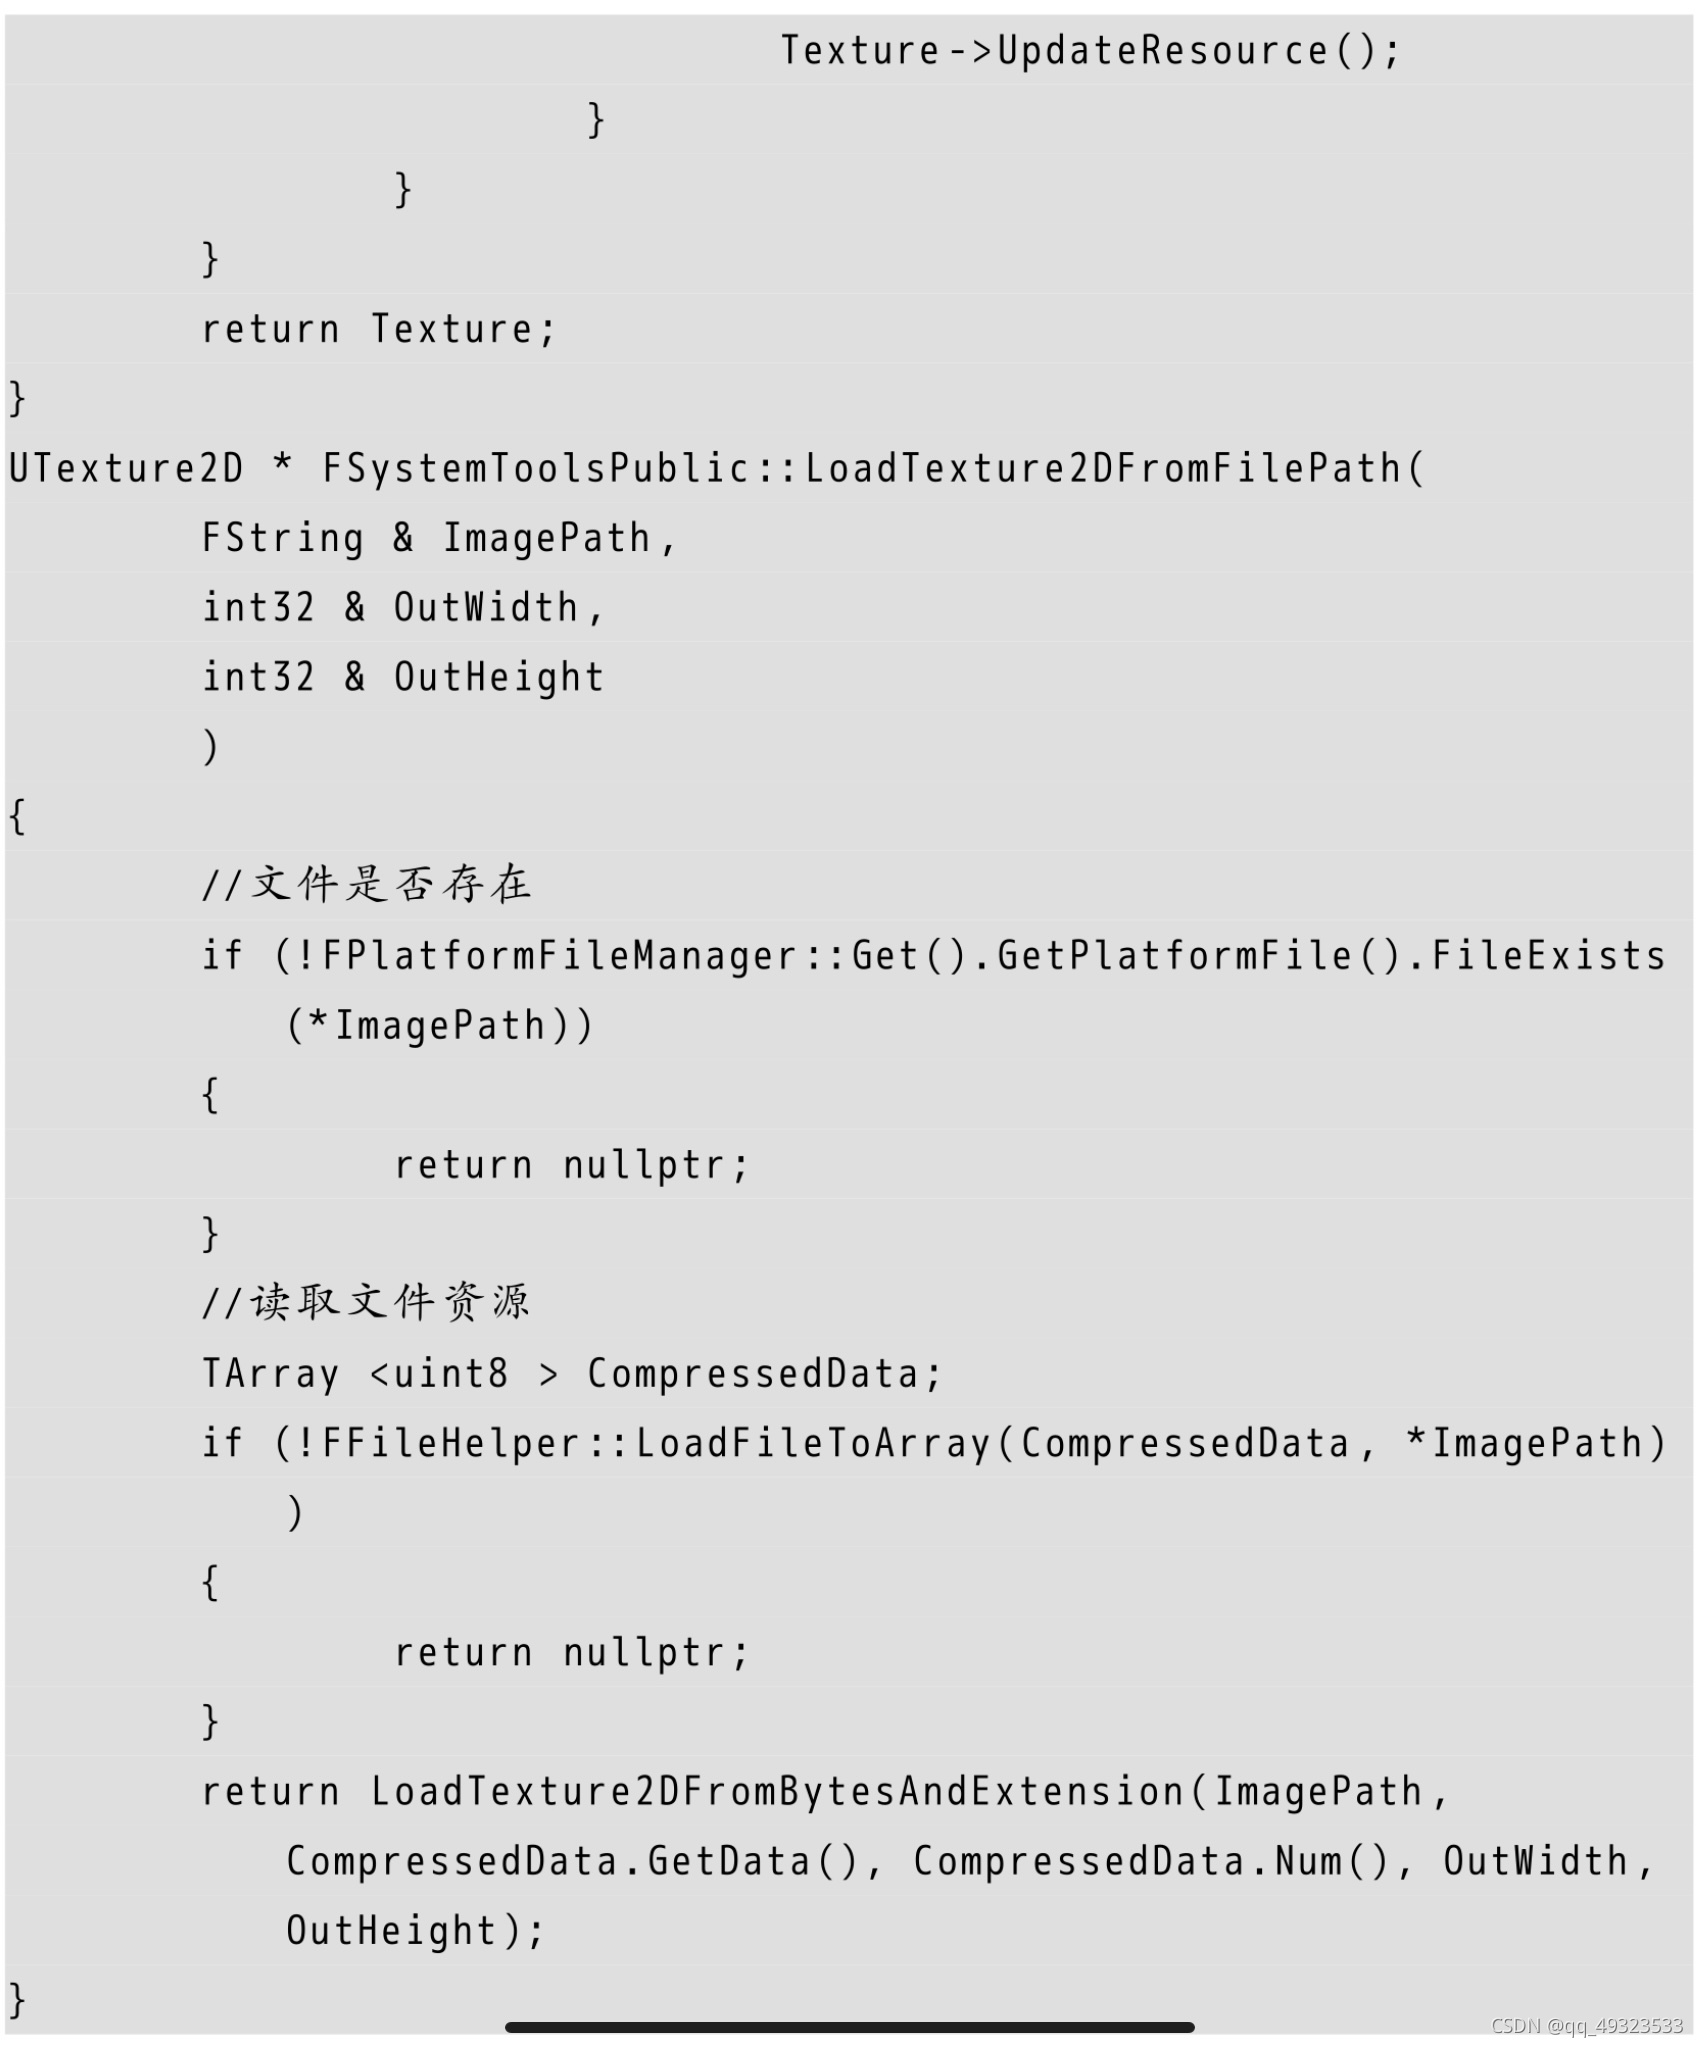 Texture->UpdateResource();
}
}
}
return Texture;
}
UTexture2D * FSystemToolsPublic::LoadTexture2DFromFilePath(
FString & ImagePath,
int32 & OutWidth,
int32 & OutHeight
)
{
//文件是否存在
if (!FPlatformFileManager::Get().GetPlatformFile().FileExists
(*ImagePath))
{
return nullptr;
}
//读取文件资源
TArray <uint8 > CompressedData;
if (!FFileHelper::LoadFileToArray(CompressedData, *ImagePath)
)
{
return nullptr;
}
return LoadTexture2DFromBytesAndExtension(ImagePath,
CompressedData.GetData(), CompressedData.Num(), OutWidth,
OutHeight);
}
CSDN @qq_49323533